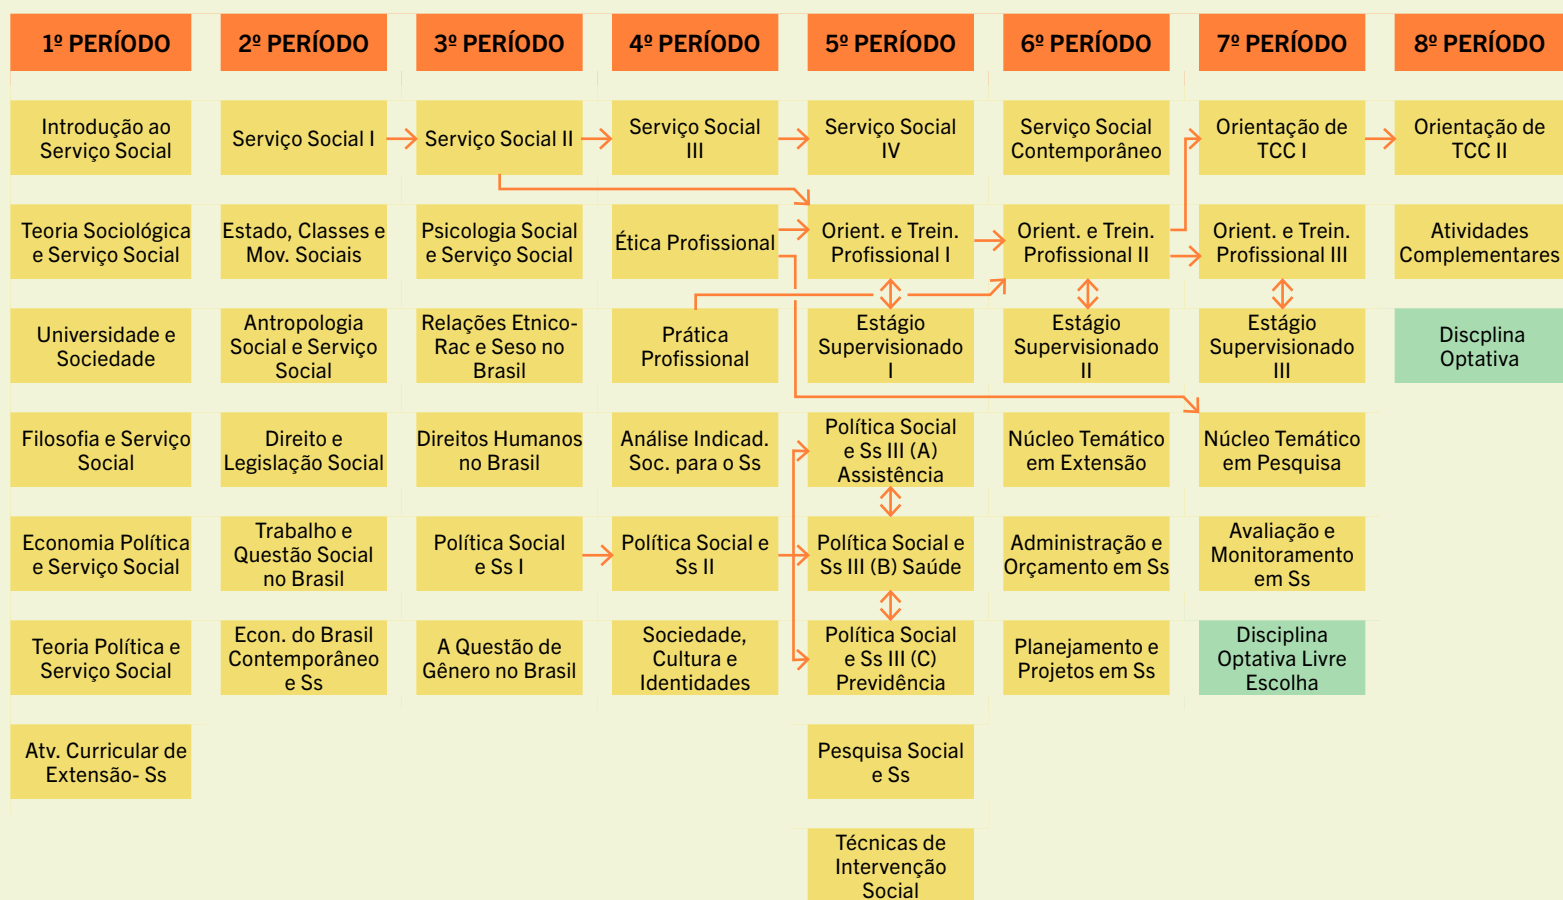 1º PERÍODO
2º PERÍODO
3º PERÍODO
4º PERÍODO
5º PERÍODO
6º PERÍODO
7º PERÍODO
8º PERÍODO
Introdução ao
Serviço Social
Serviço Social I
Serviço Social II
Serviço Social
III
Serviço Social
IV
Serviço Social
Contemporâneo
Orientação de
TCC I
Orientação de
TCC II
Teoria Sociológica
e Serviço Social
Estado, Classes e
Mov. Sociais
Psicologia Social
e Serviço Social
Ética Profissional
Orient. e Trein.
Profissional I
Orient. e Trein.
Profissional II
Orient. e Trein.
Profissional III
Atividades
Complementares
Universidade e
Sociedade
Antropologia
Social e Serviço
Social
Relações Etnico-
Rac e Seso no
Brasil
Prática
Profissional
Estágio
Supervisionado
I
Estágio
Supervisionado
II
Estágio
Supervisionado
III
Discplina
Optativa
Filosofia e Serviço
Social
Direito e
Legislação Social
Direitos Humanos
no Brasil
Análise Indicad.
Soc. para o Ss
Política Social
e Ss III (A)
Assistência
Núcleo Temático
em Extensão
Núcleo Temático
em Pesquisa
Economia Política
e Serviço Social
Trabalho e
Questão Social
no Brasil
Política Social
e Ss I
Política Social e
Ss II
Política Social e
Ss III (B) Saúde
Administração e
Orçamento em Ss
Avaliação e
Monitoramento
em Ss
Teoria Política e
Serviço Social
Econ. do Brasil
Contemporâneo
e Ss
A Questão de
Gênero no Brasil
Sociedade,
Cultura e
Identidades
Política Social
e Ss III (C)
Previdência
Planejamento e
Projetos em Ss
Disciplina
Optativa Livre
Escolha
Atv. Curricular de
Extensão- Ss
Pesquisa Social
e Ss
Técnicas de
Intervenção
Social